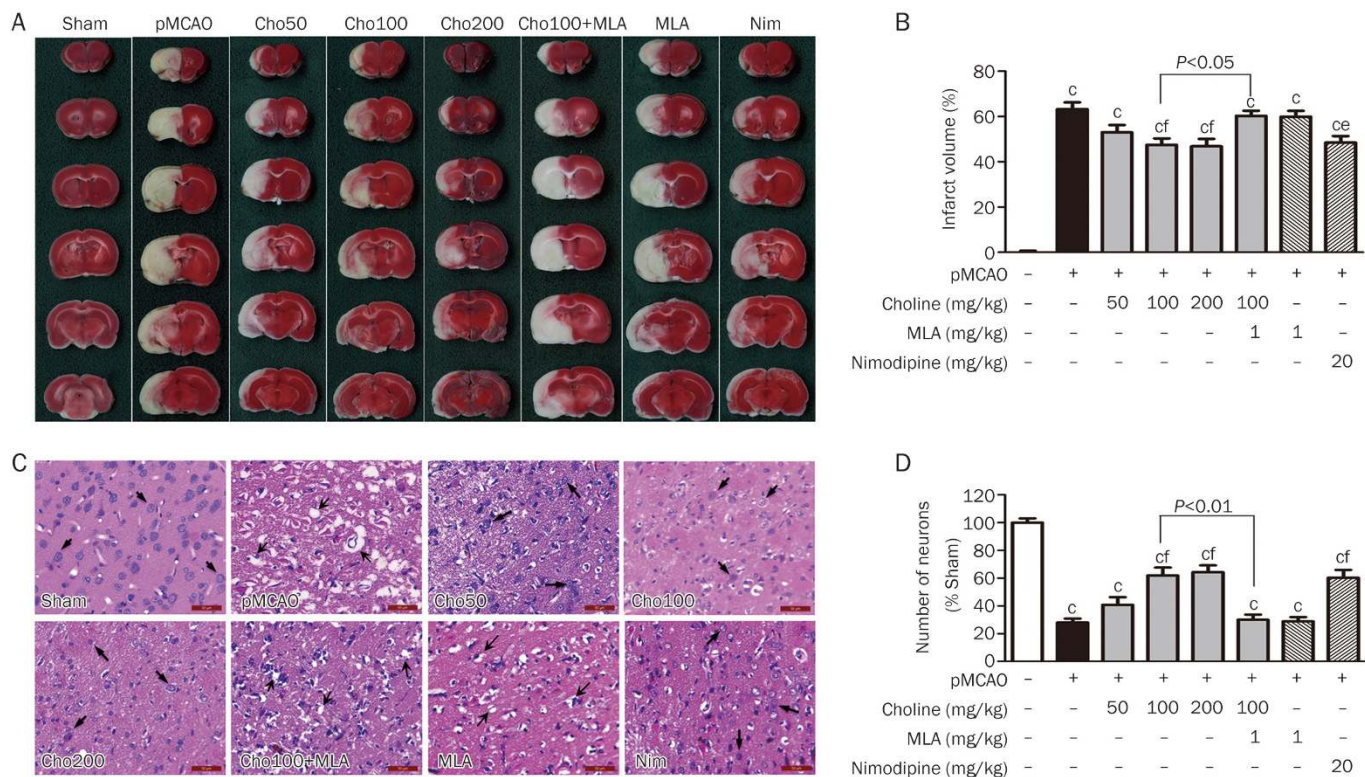 A
Sham pMCAO Cho50 Cho100 Cho200 Cho100+MLA MLA Nim
B
Infarct volume (%)
80
60
40
20
0
P<0.05
c c cf cf c c ce
pMCAO – + + + + + + +
Choline (mg/kg) – – 50 100 200 100 – –
MLA (mg/kg) – – – – – 1 1 –
Nimodipine (mg/kg) – – – – – – – 20
C
Sham pMCAO Cho50 Cho100
Cho200 Cho100+MLA MLA Nim
D
Number of neurons
(% Sham)
120
100
80
60
40
20
0
P<0.01
c c cf cf c c cf
pMCAO – + + + + + + +
Choline (mg/kg) – – 50 100 200 100 – –
MLA (mg/kg) – – – – – 1 1 –
Nimodipine (mg/kg) – – – – – – – 20